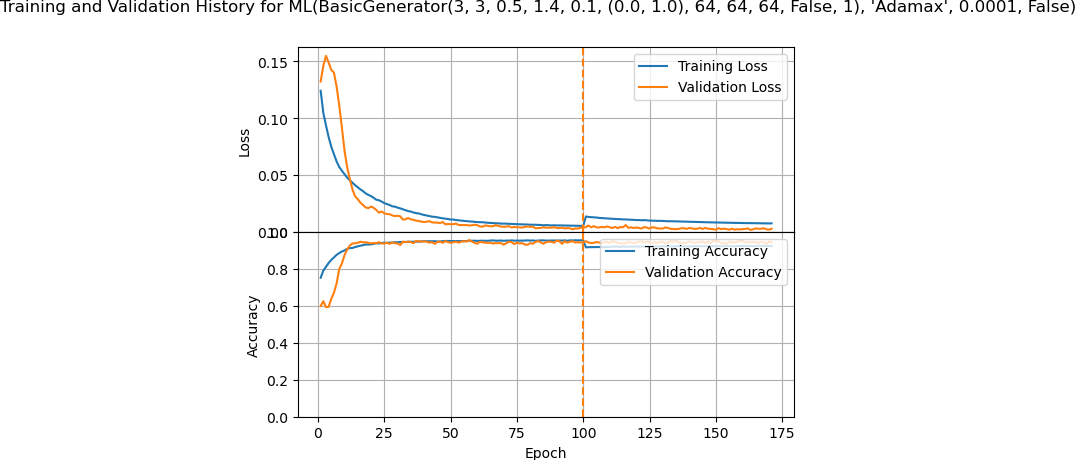 Training and Validation History for ML(BasicGenerator(3, 3, 0.5, 1.4, 0.1, (0.0, 1.0), 64, 64, 64, False, 1), 'Adamax', 0.0001, False)
Training Loss
Validation Loss
Loss
0.15
0.10
0.05
0.00
1.0
Training Accuracy
Validation Accuracy
Accuracy
0.8
0.6
0.4
0.2
0.0
0 25 50 75 100 125 150 175
Epoch